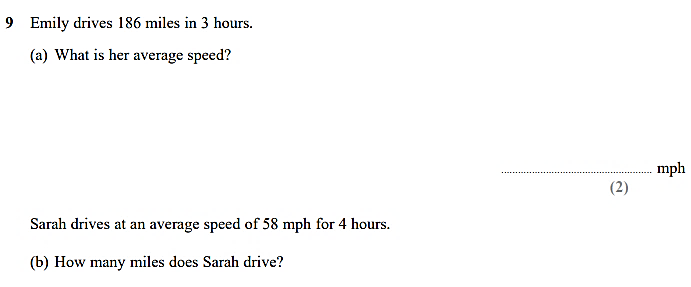 9 Emily drives 186 miles in 3 hours.
(a) What is her average speed?
........................................................ mph
(2)
Sarah drives at an average speed of 58 mph for 4 hours.
(b) How many miles does Sarah drive?